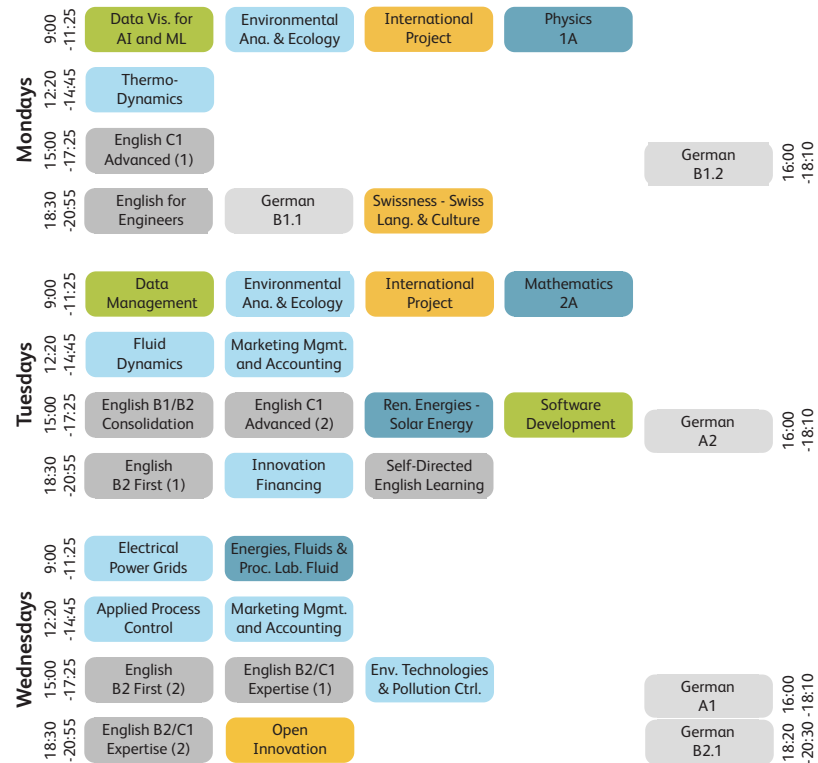 Mondays
9:00
-11:25
Data Vis. for
AI and ML
Environmental
Ana. & Ecology
International
Project
Physics
1A
12:20
-14:45
Thermo-
Dynamics
15:00
-17:25
English C1
Advanced (1)
German
B1.2
16:00
-18:10
18:30
-20:55
English for
Engineers
German
B1.1
Swissness - Swiss
Lang. & Culture
Tuesdays
9:00
-11:25
Data
Management
Environmental
Ana. & Ecology
International
Project
Mathematics
2A
12:20
-14:45
Fluid
Dynamics
Marketing Mgmt.
and Accounting
15:00
-17:25
English B1/B2
Consolidation
English C1
Advanced (2)
Ren. Energies -
Solar Energy
Software
Development
German
A2
16:00
-18:10
18:30
-20:55
English
B2 First (1)
Innovation
Financing
Self-Directed
English Learning
Wednesdays
9:00
-11:25
Electrical
Power Grids
Energies, Fluids &
Proc. Lab. Fluid
12:20
-14:45
Applied Process
Control
Marketing Mgmt.
and Accounting
15:00
-17:25
English
B2 First (2)
English B2/C1
Expertise (1)
Env. Technologies
& Pollution Ctrl.
German
A1
16:00
-18:10
18:30
-20:55
English B2/C1
Expertise (2)
Open
Innovation
German
B2.1
18:20
-20:30